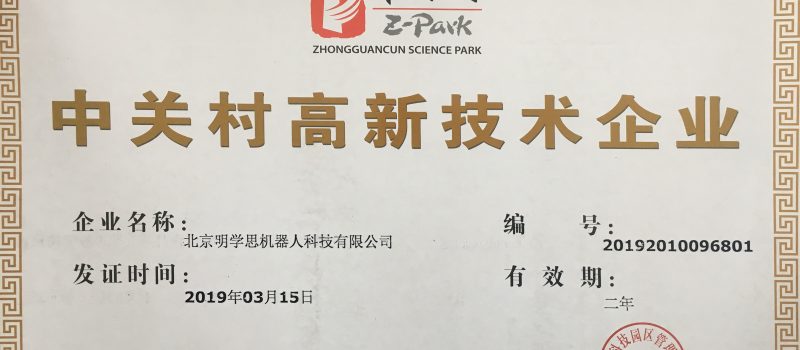 Z-Park
ZHONGGUANCUN SCIENCE PARK
中关村高新技术企业
企业名称: 北京明学思机器人科技有限公司
编 号: 20192010096801
发证时间: 2019年03月15日
有 效 期: 二年
科技园区管理